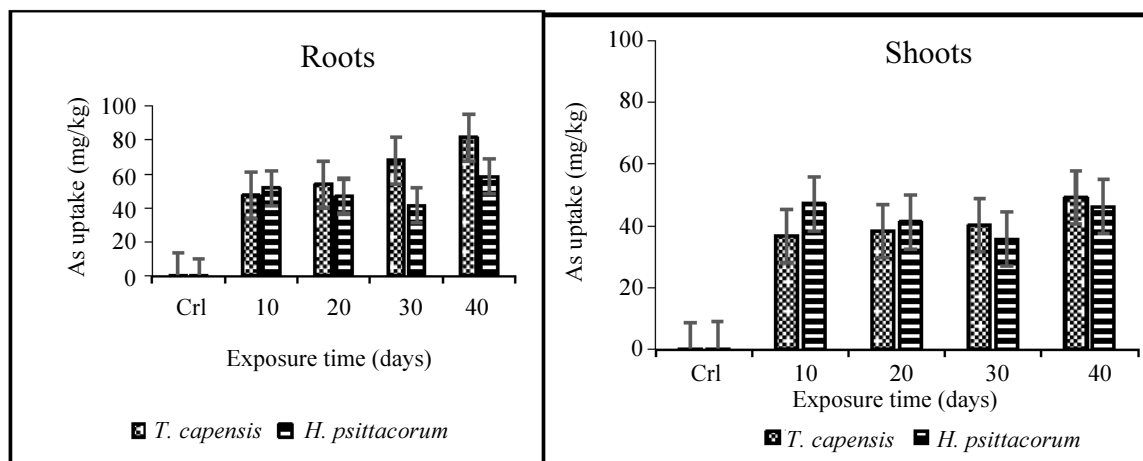 Roots
As uptake (mg/kg)
100
80
60
40
20
0
Crl 10 20 30 40
Exposure time (days)
T. capensis H. psittacorum
Shoots
As uptake (mg/kg)
100
80
60
40
20
0
Crl 10 20 30 40
Exposure time (days)
T. capensis H. psittacorum